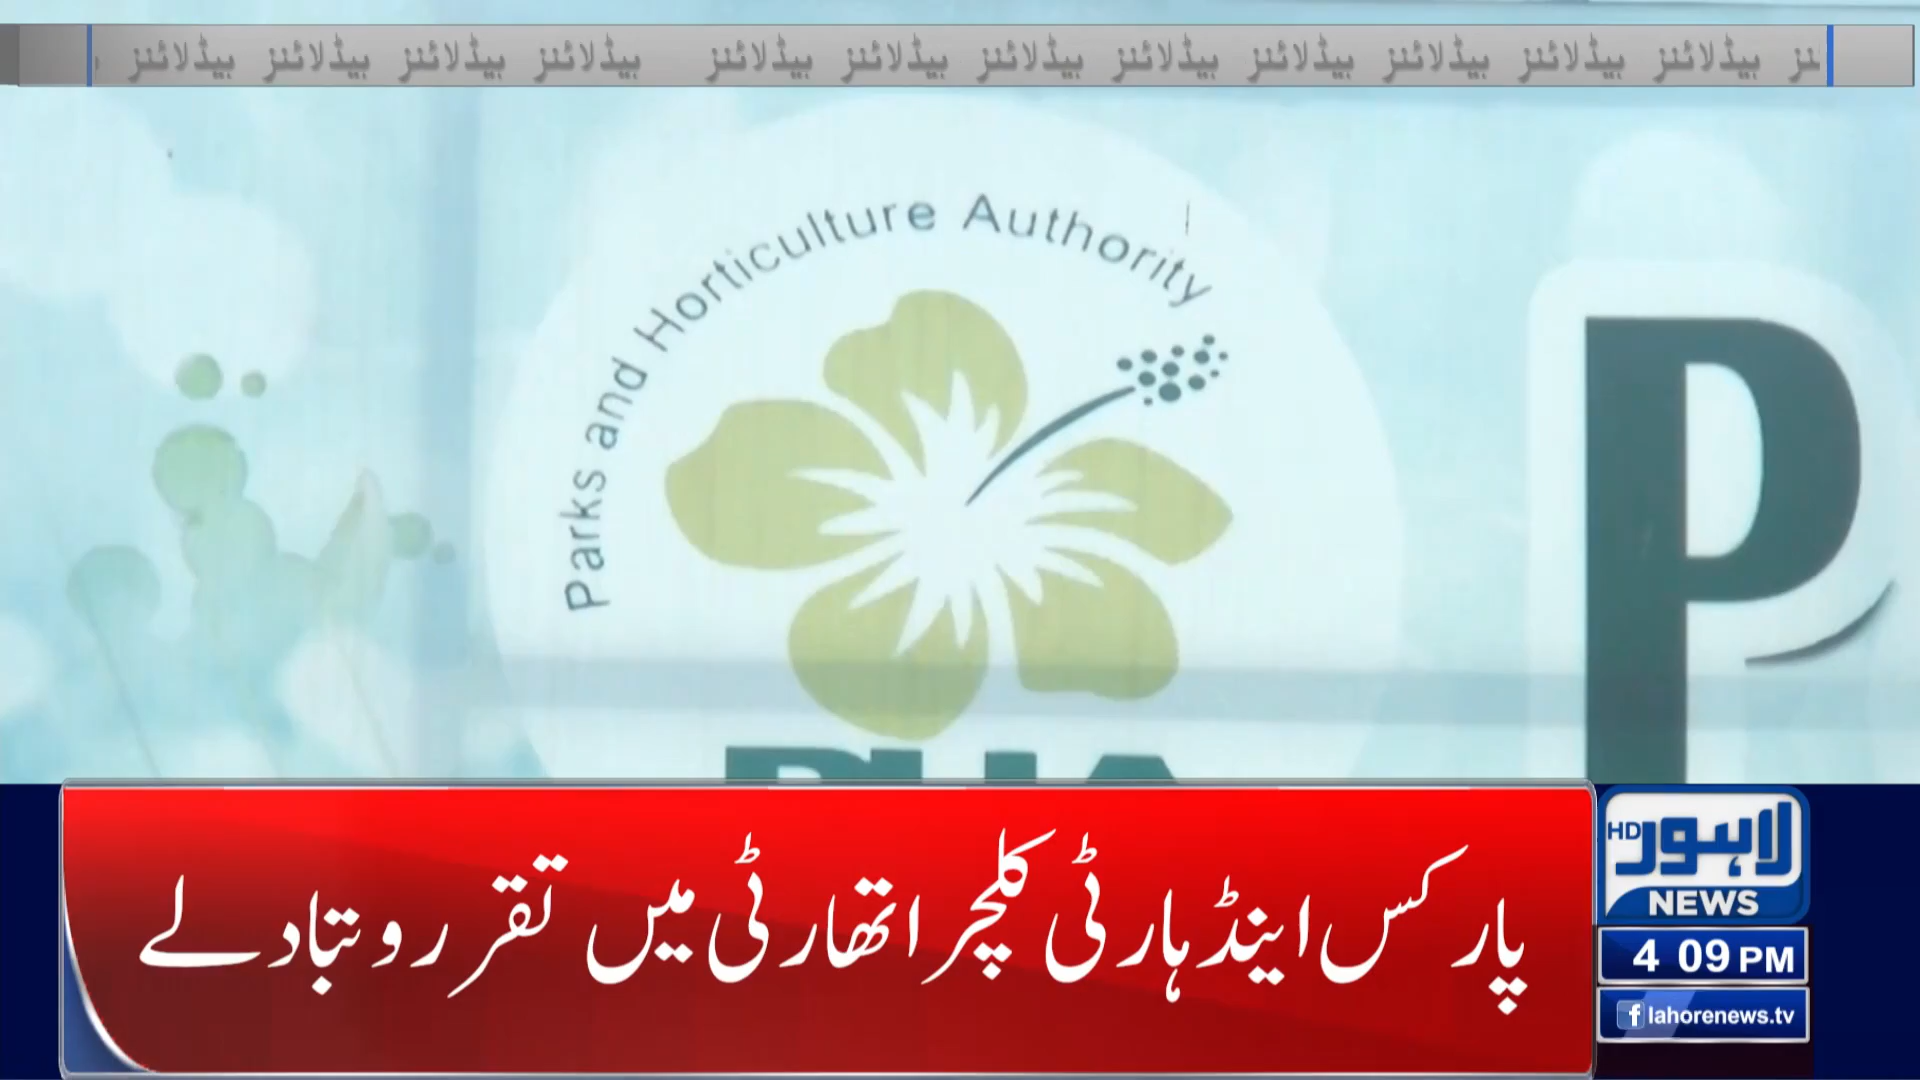 ہیڈلائنز ہیڈلائنز ہیڈلائنز ہیڈلائنز ہیڈلائنز ہیڈلائنز ہیڈلائنز ہیڈلائنز ہیڈلائنز ہیڈلائنز ہیڈلائنز ہیڈلائنز
Parks and Horticulture Authority
P
PHA
پارکس اینڈ ہارٹی کلچر اتھارٹی میں تقرر و تبادلے
لاہور HD
NEWS
4 09 PM
lahorenews.tv